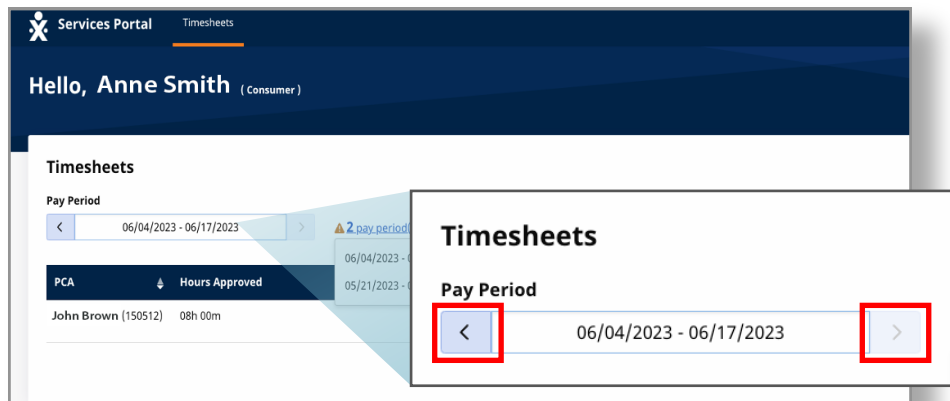 Services Portal Timesheets
Hello, Anne Smith ( Consumer )
Timesheets
Pay Period
06/04/2023 - 06/17/2023
2 pay period
06/04/2023 -
05/21/2023 -
PCA Hours Approved
John Brown (150512) 08h 00m
Timesheets
Pay Period
06/04/2023 - 06/17/2023